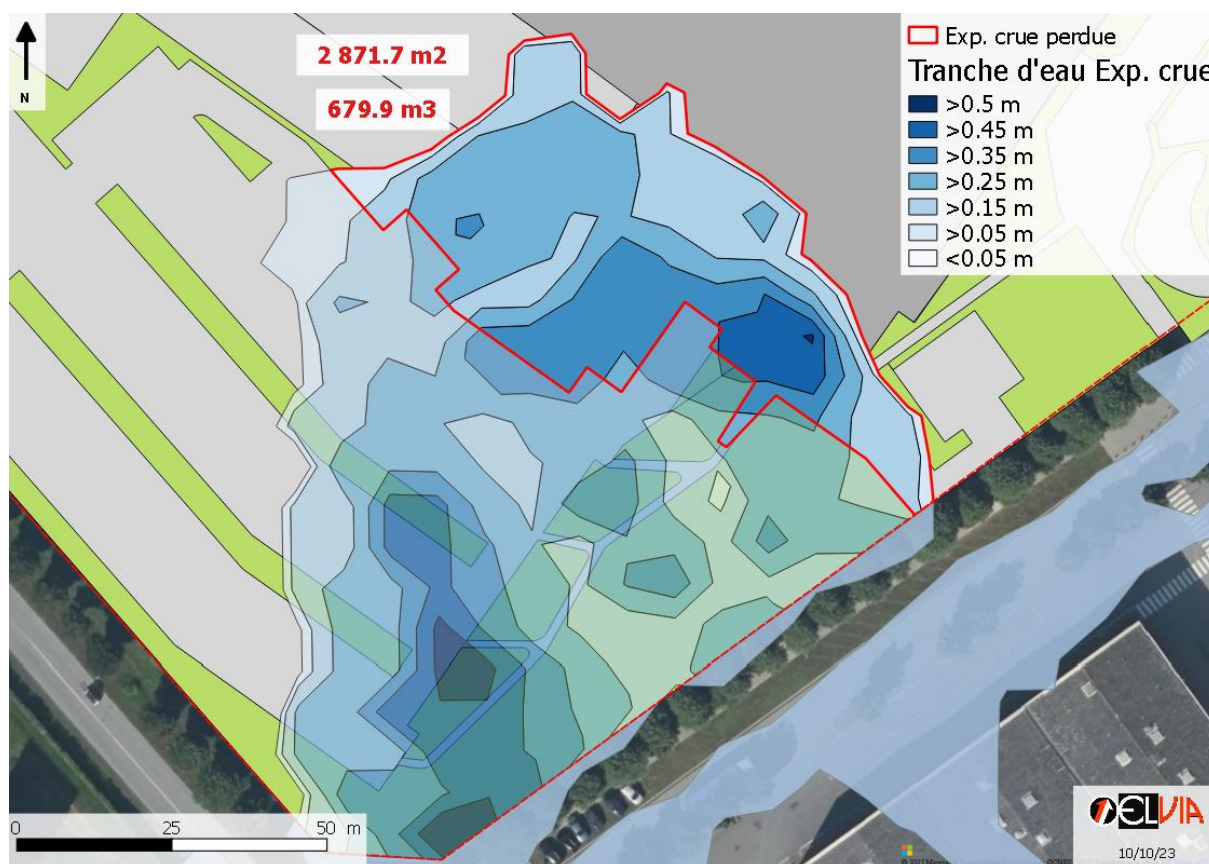 N
2 871.7 m2
679.9 m3
Exp. crue perdue
Tranche d'eau Exp. crue
>0.5 m
>0.45 m
>0.35 m
>0.25 m
>0.15 m
>0.05 m
<0.05 m
0 25 50 m
ELVIA
10/10/23